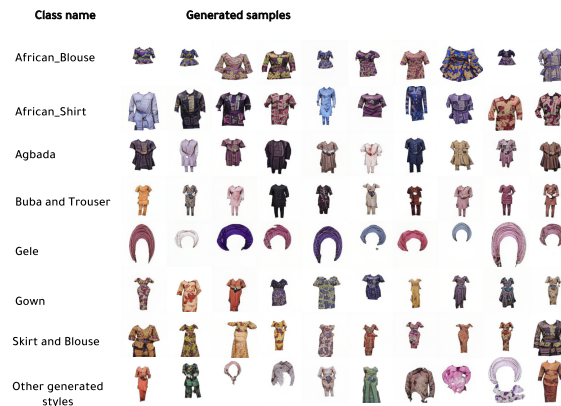 Class name
Generated samples
African_Blouse
African_Shirt
Agbada
Buba and Trouser
Gele
Gown
Skirt and Blouse
Other generated
styles